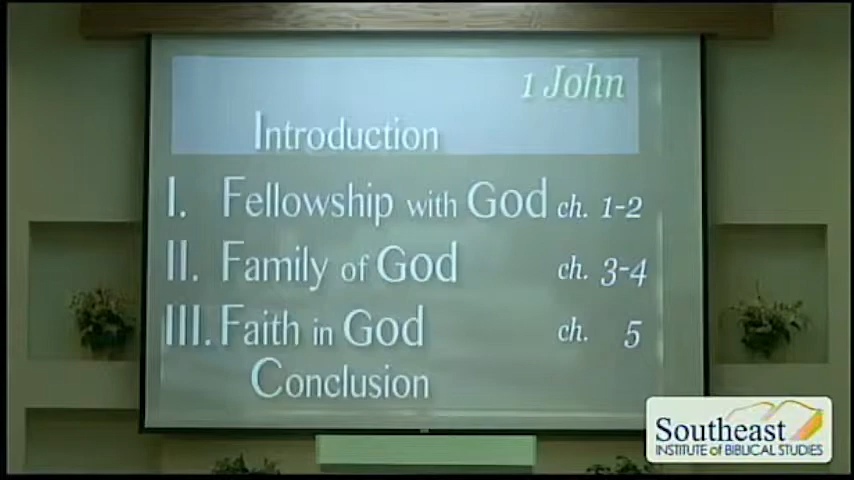 1 John
Introduction
I. Fellowship with God ch. 1-2
II. Family of God ch. 3-4
III. Faith in God ch. 5
Conclusion
Southeast
INSTITUTE of BIBLICAL STUDIES